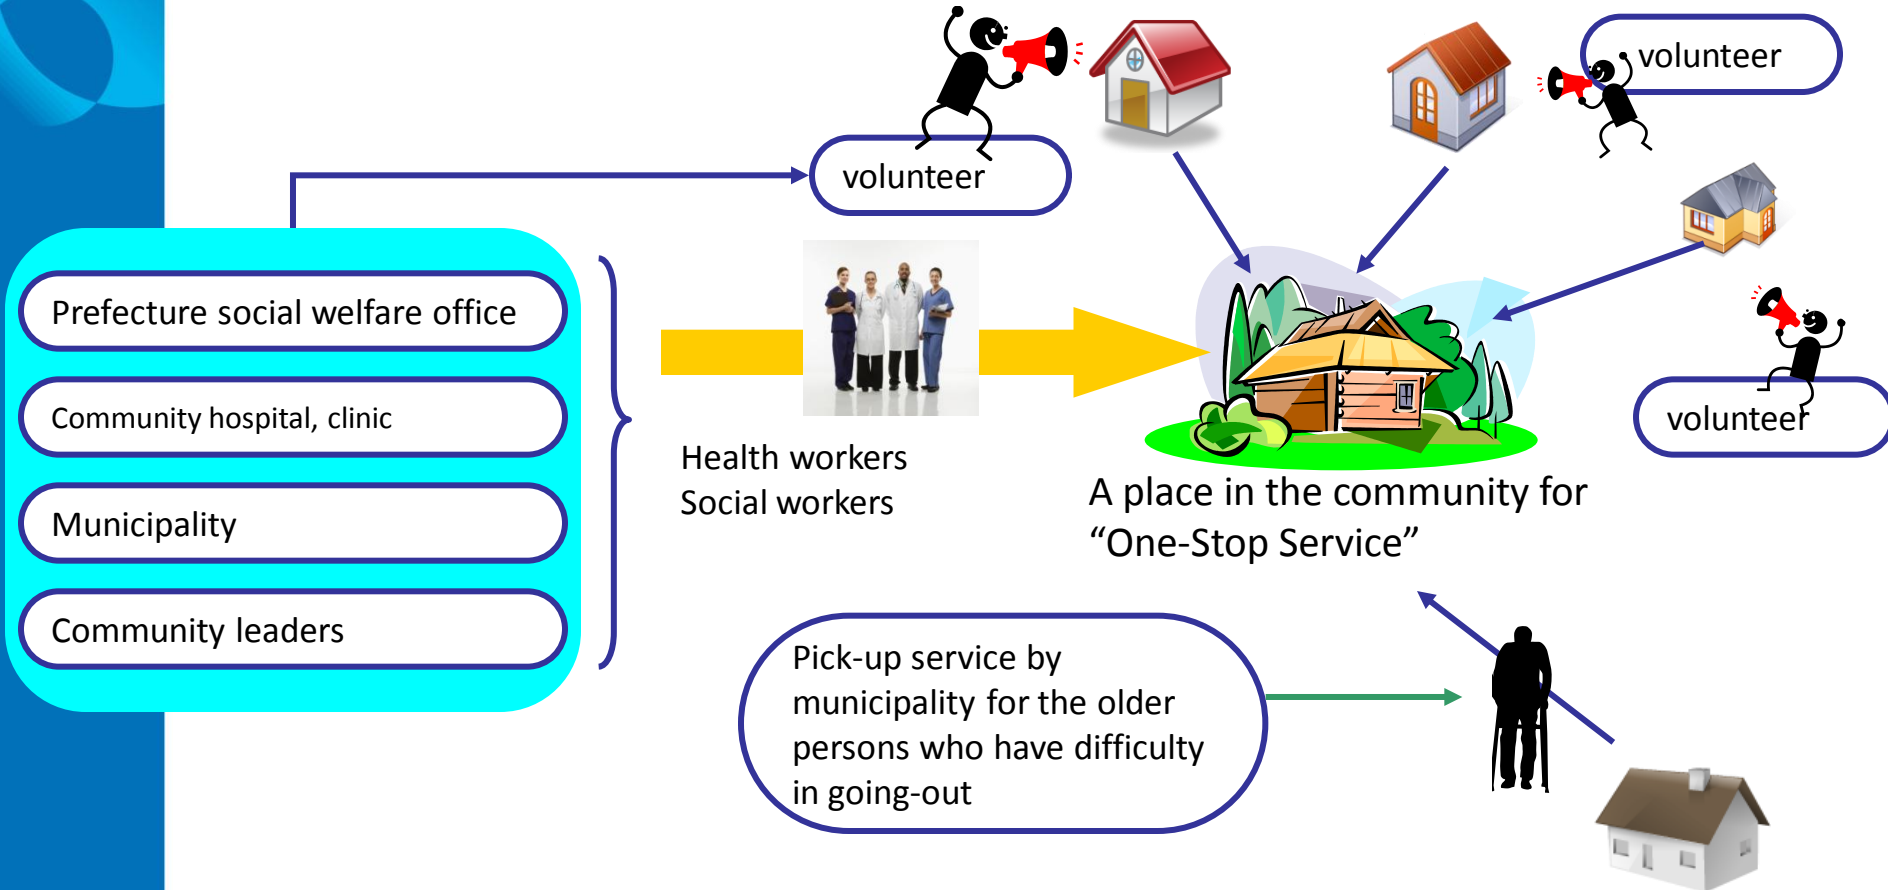 volunteer
volunteer
Prefecture social welfare office
Community hospital, clinic
Municipality
Community leaders
Health workers
Social workers
A place in the community for
“One-Stop Service”
volunteer
Pick-up service by
municipality for the older
persons who have difficulty
in going-out